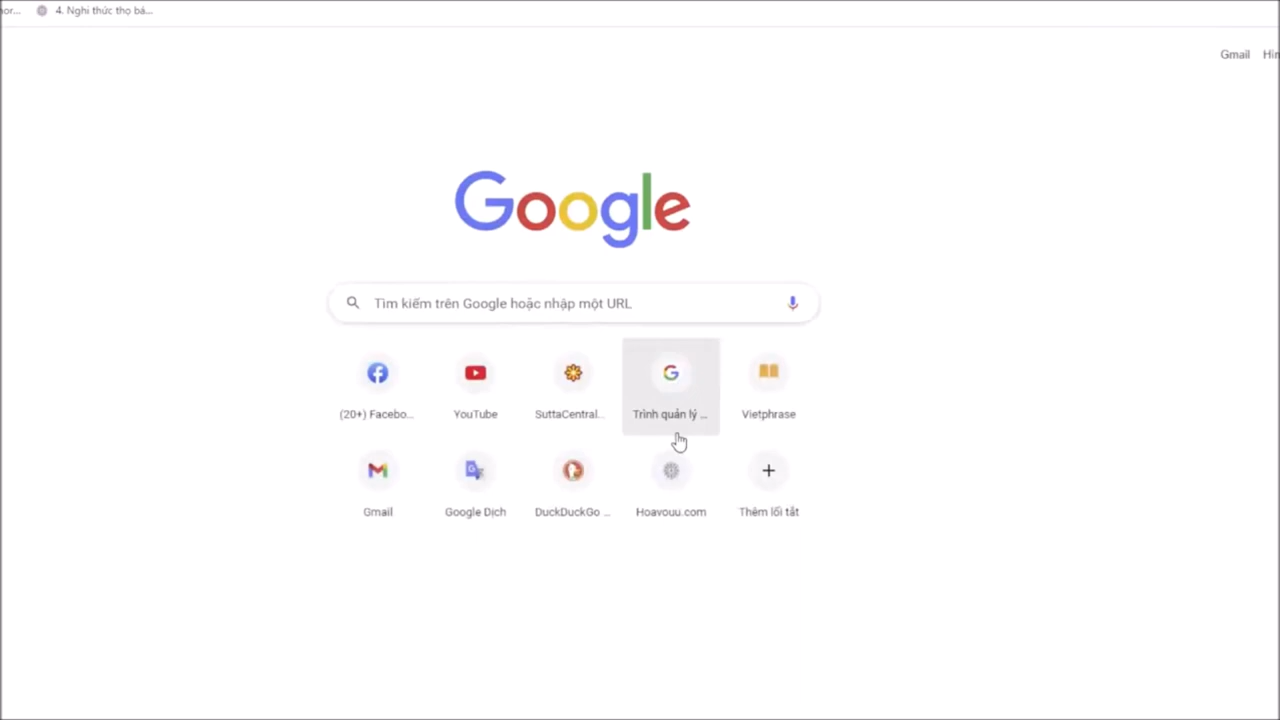 4. Nghi thức thọ bá...
Gmail
Google
Tìm kiếm trên Google hoặc nhập một URL
(20+) Facebo...
YouTube
SuttaCentral...
Trình quản lý ...
Vietphrase
Gmail
Google Dịch
DuckDuckGo ...
Hoavouu.com
Thêm lối tắt